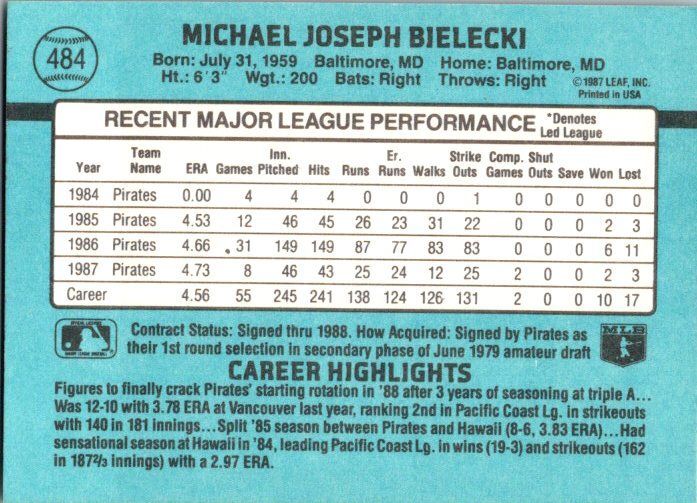 484
MICHAEL JOSEPH BIELECKI
Born: July 31, 1959 Baltimore, MD Home: Baltimore, MD
Ht.: 6'3" Wgt.: 200 Bats: Right Throws: Right
©1987 LEAF, INC.
Printed in USA
RECENT MAJOR LEAGUE PERFORMANCE *Denotes Led League
Year Team Name ERA Games Inn. Pitched Hits Runs Er. Runs Walks Strike Outs Comp. Games Shut Outs Save Won Lost
1984 Pirates 0.00 4 4 4 0 0 0 1 0 0 0 0 0
1985 Pirates 4.53 12 46 45 26 23 31 22 0 0 0 2 3
1986 Pirates 4.66 31 149 149 87 77 83 83 0 0 0 6 11
1987 Pirates 4.73 8 46 43 25 24 12 25 2 0 0 2 3
Career 4.56 55 245 241 138 124 126 131 2 0 0 10 17
Contract Status: Signed thru 1988. How Acquired: Signed by Pirates as
their 1st round selection in secondary phase of June 1979 amateur draft
MLB
CAREER HIGHLIGHTS
Figures to finally crack Pirates' starting rotation in '88 after 3 years of seasoning at triple A...
Was 12-10 with 3.78 ERA at Vancouver last year, ranking 2nd in Pacific Coast Lg. in strikeouts
with 140 in 181 innings...Split '85 season between Pirates and Hawaii (8-6, 3.83 ERA)...Had
sensational season at Hawaii in '84, leading Pacific Coast Lg. in wins (19-3) and strikeouts (162
in 187⅔ innings) with a 2.97 ERA.